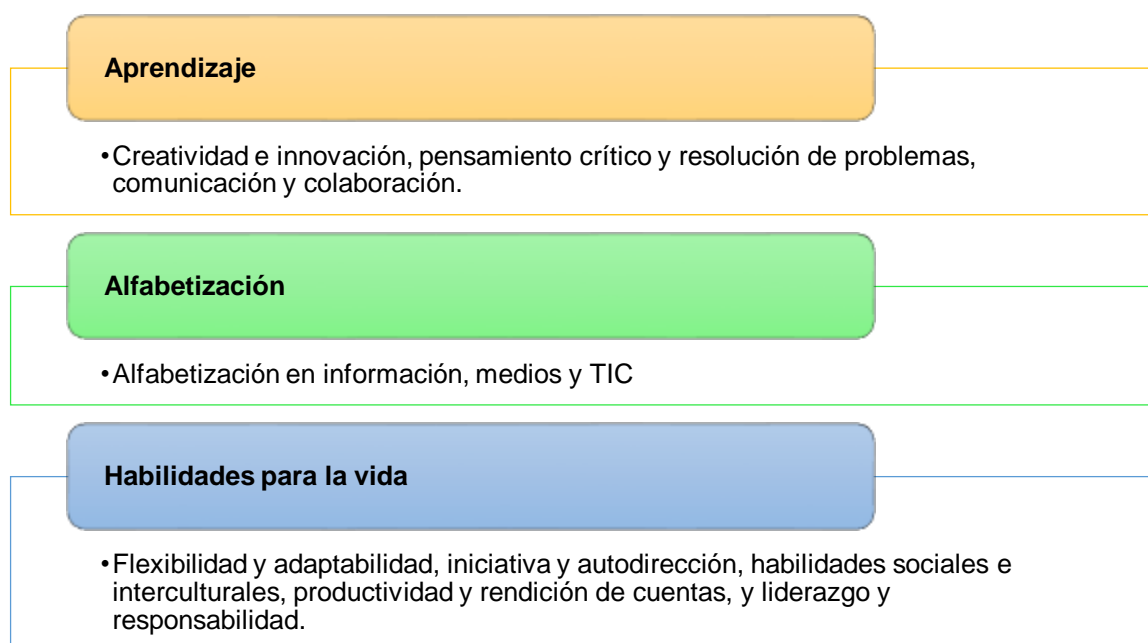 Aprendizaje
•Creatividad e innovación, pensamiento crítico y resolución de problemas,
comunicación y colaboración.
Alfabetización
•Alfabetización en información, medios y TIC
Habilidades para la vida
•Flexibilidad y adaptabilidad, iniciativa y autodirección, habilidades sociales e
interculturales, productividad y rendición de cuentas, y liderazgo y
responsabilidad.